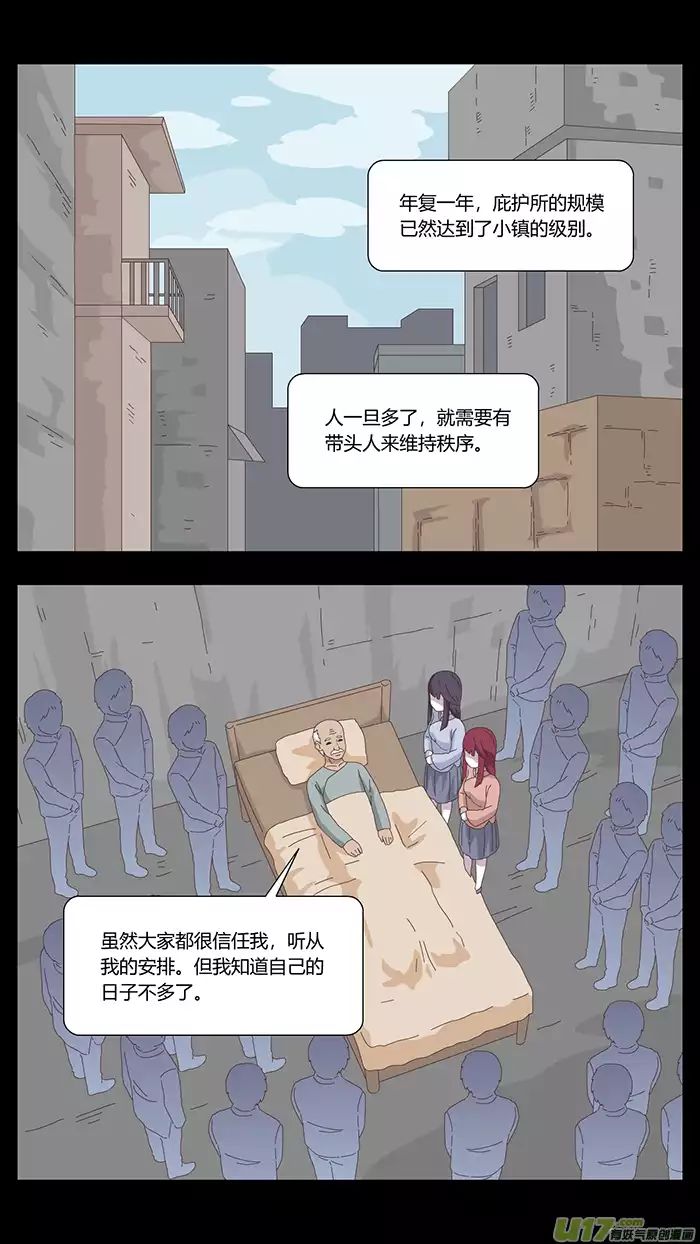 年复一年，庇护所的规模
已然达到了小镇的级别。
人一旦多了，就需要有
带头人来维持秩序。
虽然大家都很信任我，听从
我的安排。但我知道自己的
日子不多了。
U17.com
有妖气原创漫画